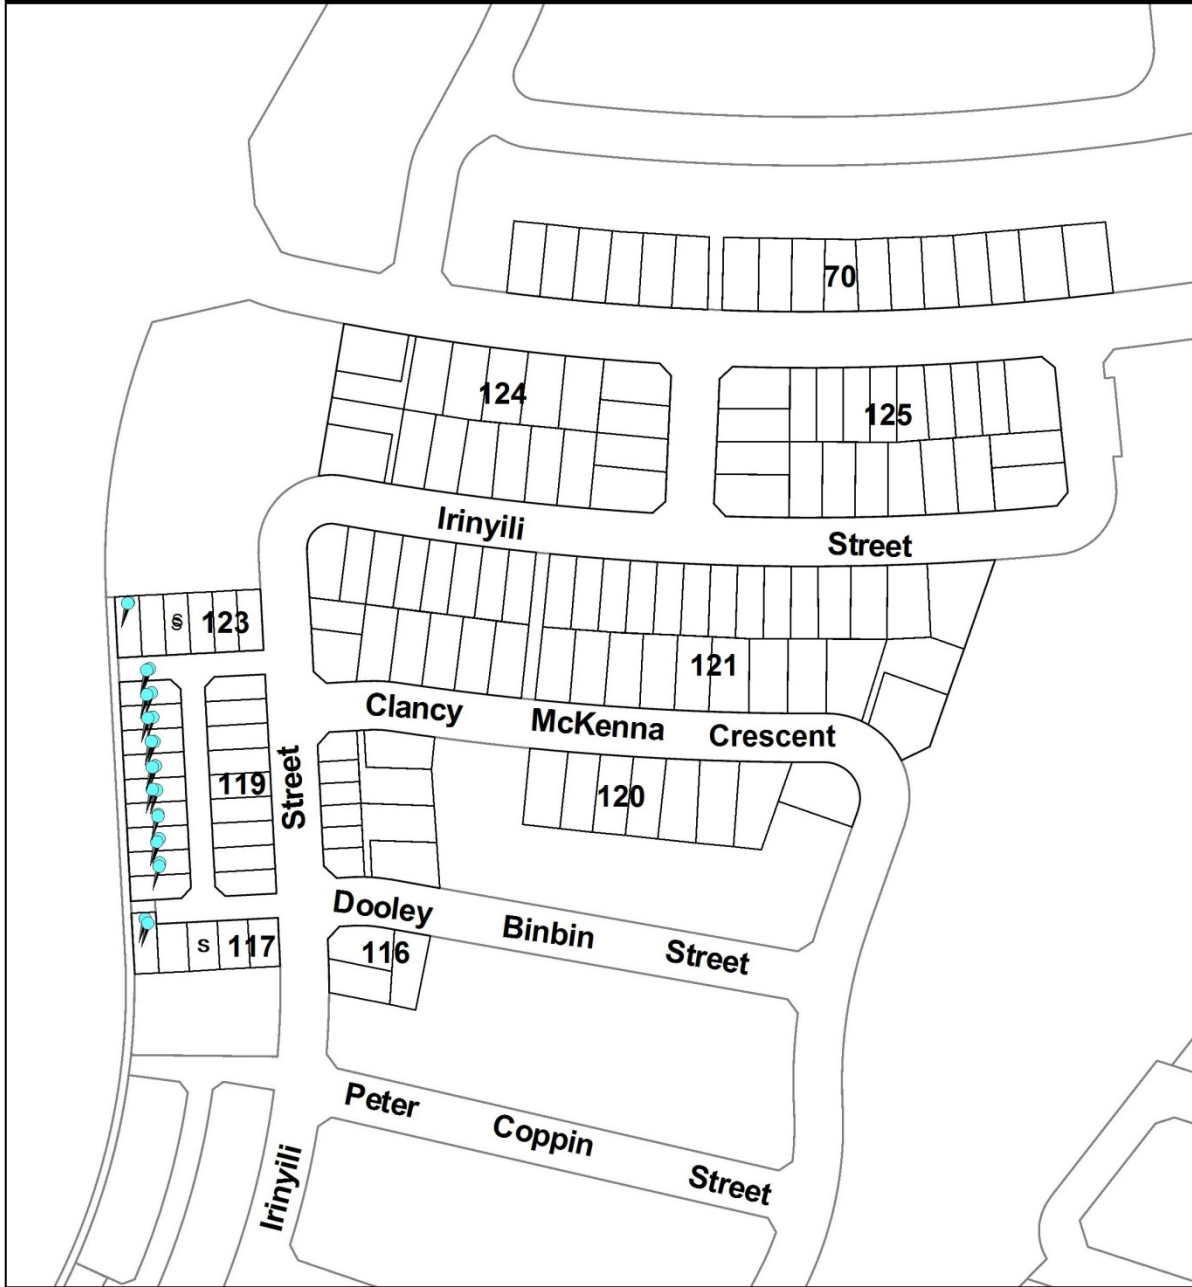 70
124
125
Irinyili Street
§ 123
121
Clancy McKenna Crescent
119
Street
120
Dooley Binbin Street
s 117
116
Peter Coppin Street
Irinyili